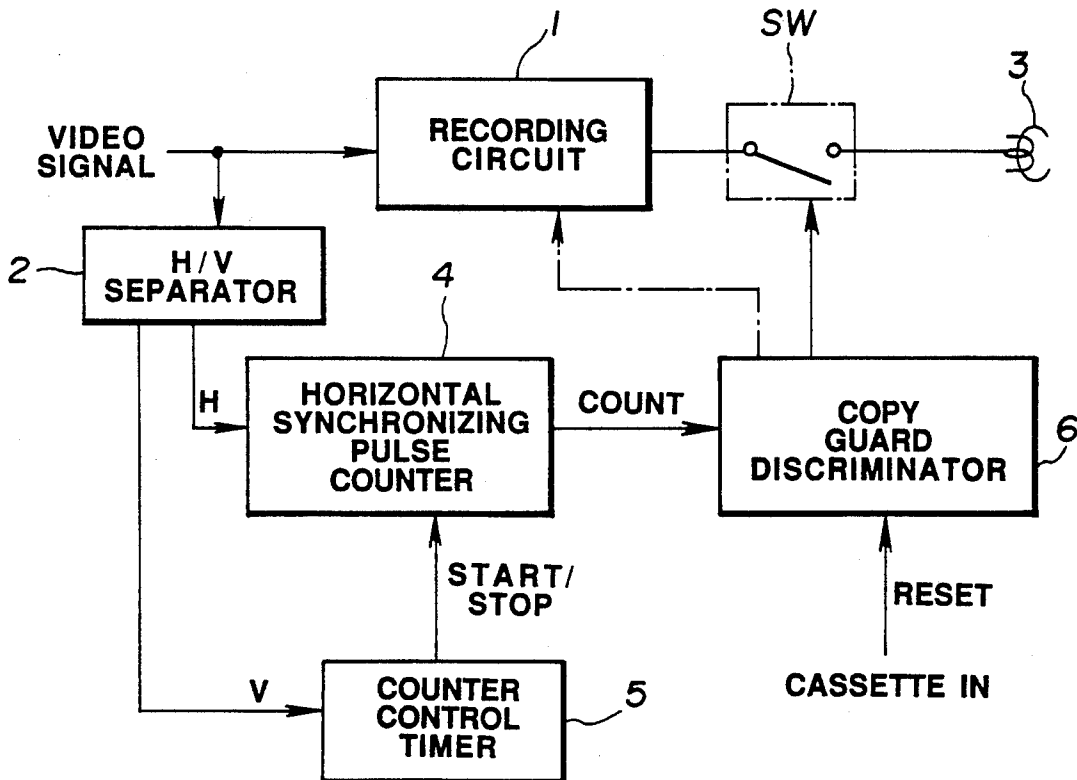 1
SW
3
VIDEO
SIGNAL
RECORDING
CIRCUIT
2
H/V
SEPARATOR
4
H
HORIZONTAL
SYNCHRONIZING
PULSE
COUNTER
COUNT
COPY
GUARD
DISCRIMINATOR
6
START/
STOP
RESET
CASSETTE IN
V
COUNTER
CONTROL
TIMER
5